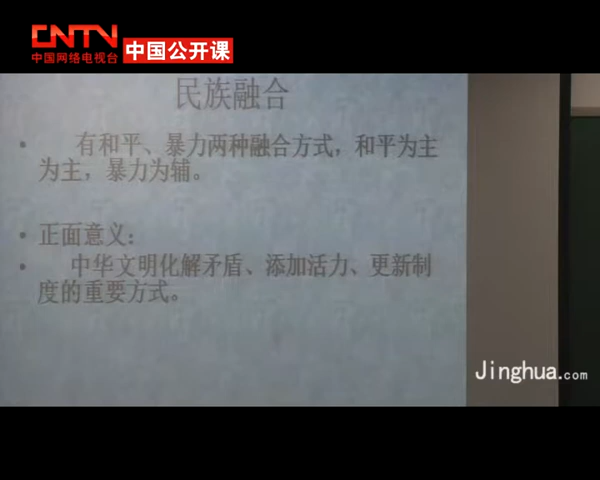 CNTV
中国网络电视台
中国公开课
民族融合
• 有和平、暴力两种融合方式，和平为主
为主，暴力为辅。
• 正面意义：
• 中华文明化解矛盾、添加活力、更新制
度的重要方式。
Jinghua.com